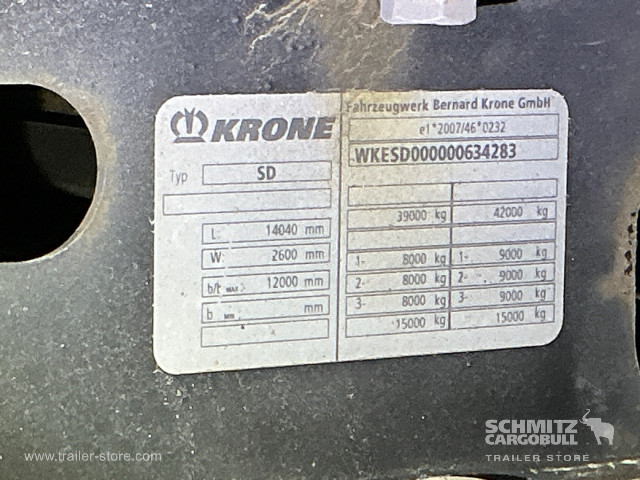 KRONE
Typ SD
L: 14040 mm
W: 2600 mm
b/t MAX: 12000 mm
b MIN: mm
Fahrzeugwerk Bernard Krone GmbH
e1*2007/46*0232
WKESD000000634283
39000 kg 42000 kg
1- 8000 kg 1- 9000 kg
2- 8000 kg 2- 9000 kg
3- 8000 kg 3- 9000 kg
15000 kg 15000 kg
www.trailer-store.com
SCHMITZ
CARGOBULL
TRAILER STORE